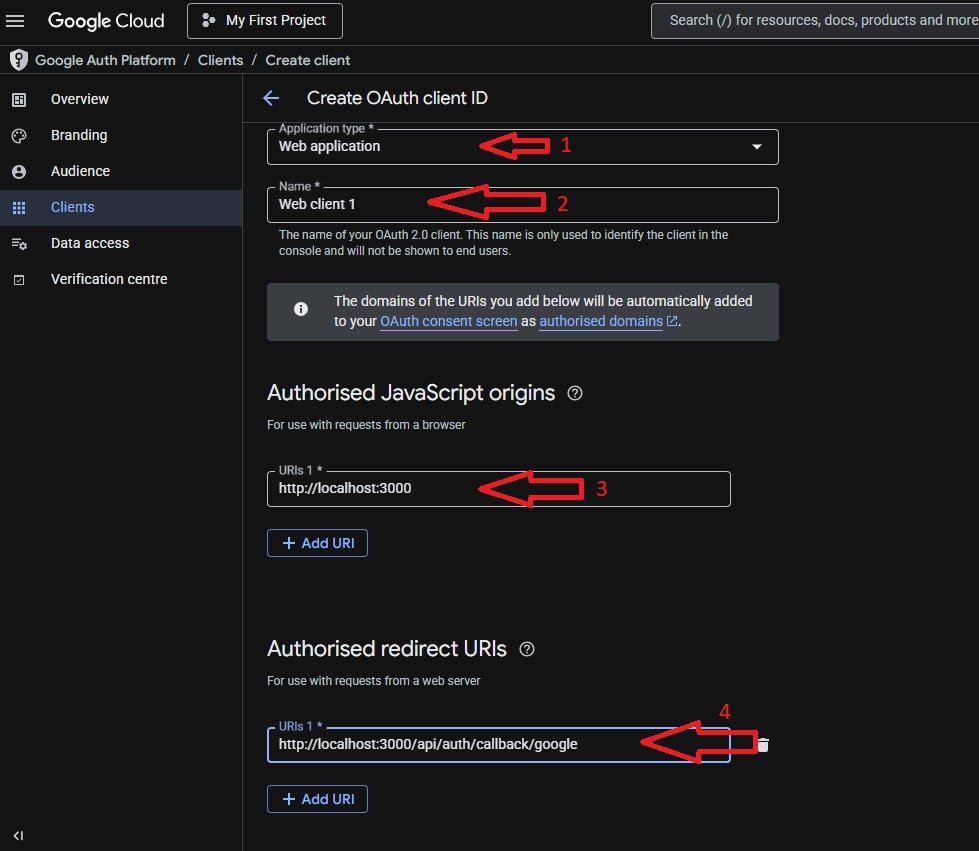 Google Cloud
My First Project
Search (/) for resources, docs, products and more
Google Auth Platform / Clients / Create client
Overview
Branding
Audience
Clients
Data access
Verification centre
Create OAuth client ID
Application type *
Web application
1
Name *
Web client 1
2
The name of your OAuth 2.0 client. This name is only used to identify the client in the
console and will not be shown to end users.
The domains of the URIs you add below will be automatically added
to your OAuth consent screen as authorised domains.
Authorised JavaScript origins
For use with requests from a browser
URIs 1 *
http://localhost:3000
3
+ Add URI
Authorised redirect URIs
For use with requests from a web server
4
URIs 1 *
http://localhost:3000/api/auth/callback/google
+ Add URI